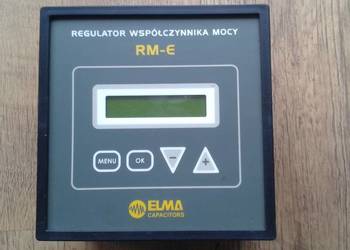 REGULATOR WSPÓŁCZYNNIKA MOCY
RM-E
MENU OK − +
ELMA
CAPACITORS